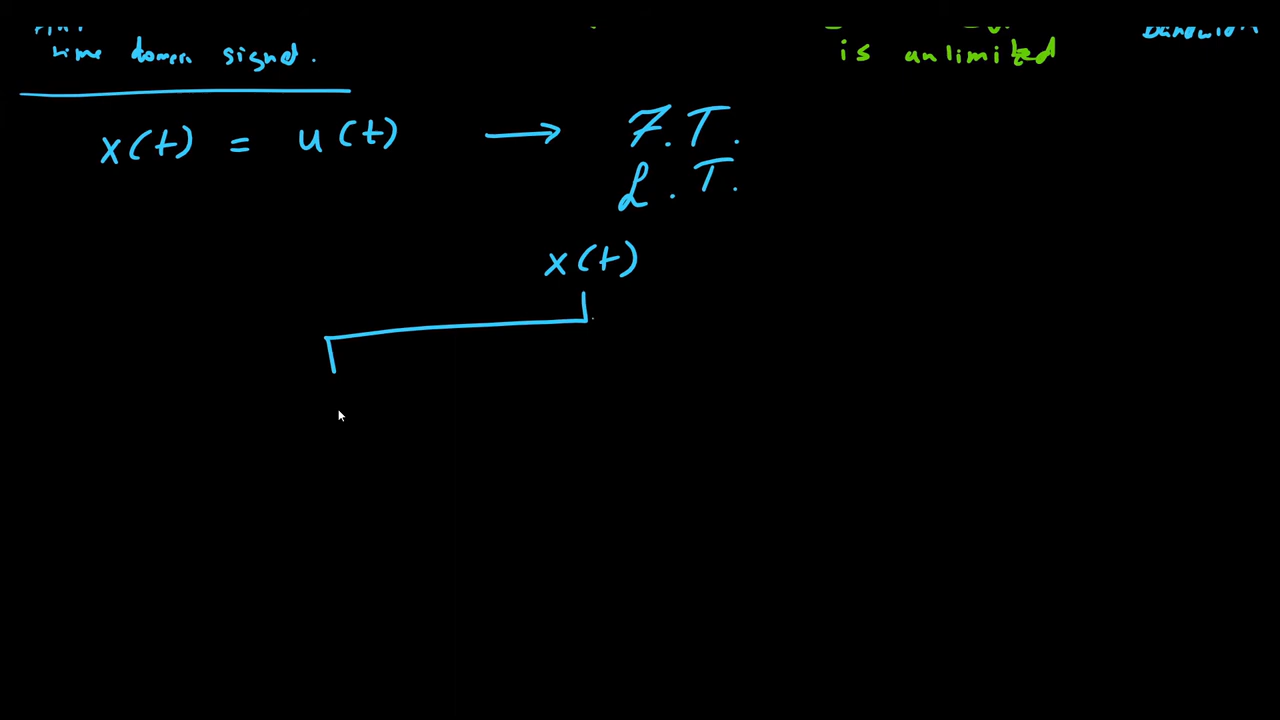 time domain signal.
is unlimited
x(t) = u(t) → F.T.
L.T.
x(t)